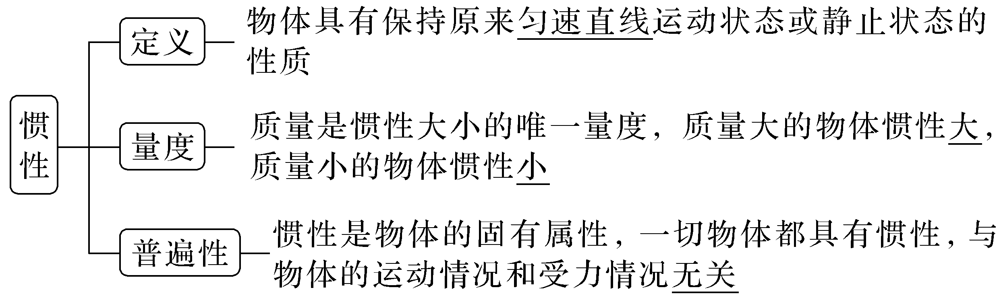 惯性
定义
物体具有保持原来匀速直线运动状态或静止状态的
性质
量度
质量是惯性大小的唯一量度，质量大的物体惯性大，
质量小的物体惯性小
普遍性
惯性是物体的固有属性，一切物体都具有惯性，与
物体的运动情况和受力情况无关